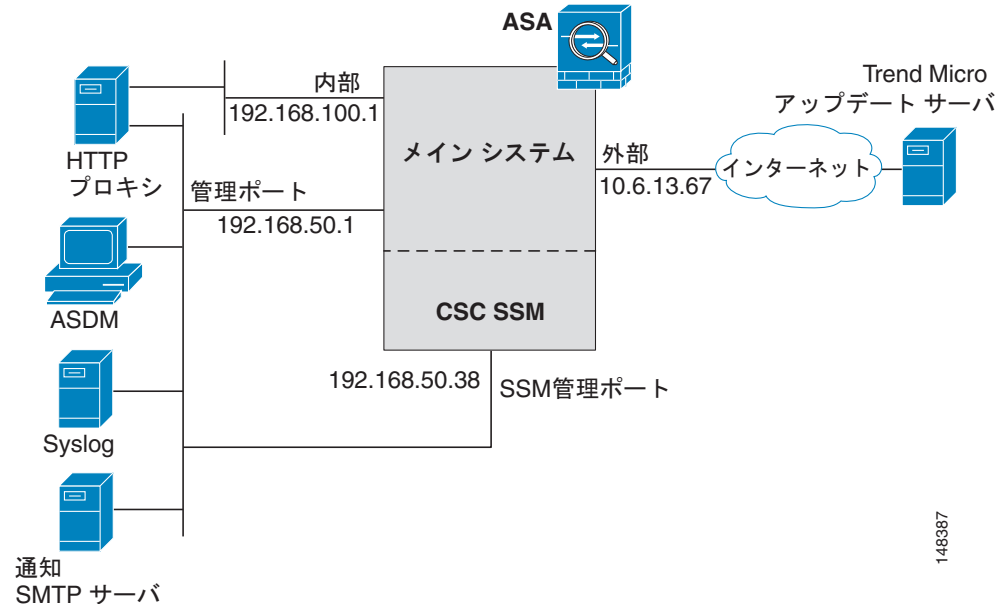 ASA
Trend Micro
アップデート サーバ
内部
192.168.100.1
メイン システム
外部
10.6.13.67
インターネット
HTTP
プロキシ
管理ポート
192.168.50.1
ASDM
CSC SSM
192.168.50.38
SSM管理ポート
Syslog
通知
SMTP サーバ
148387